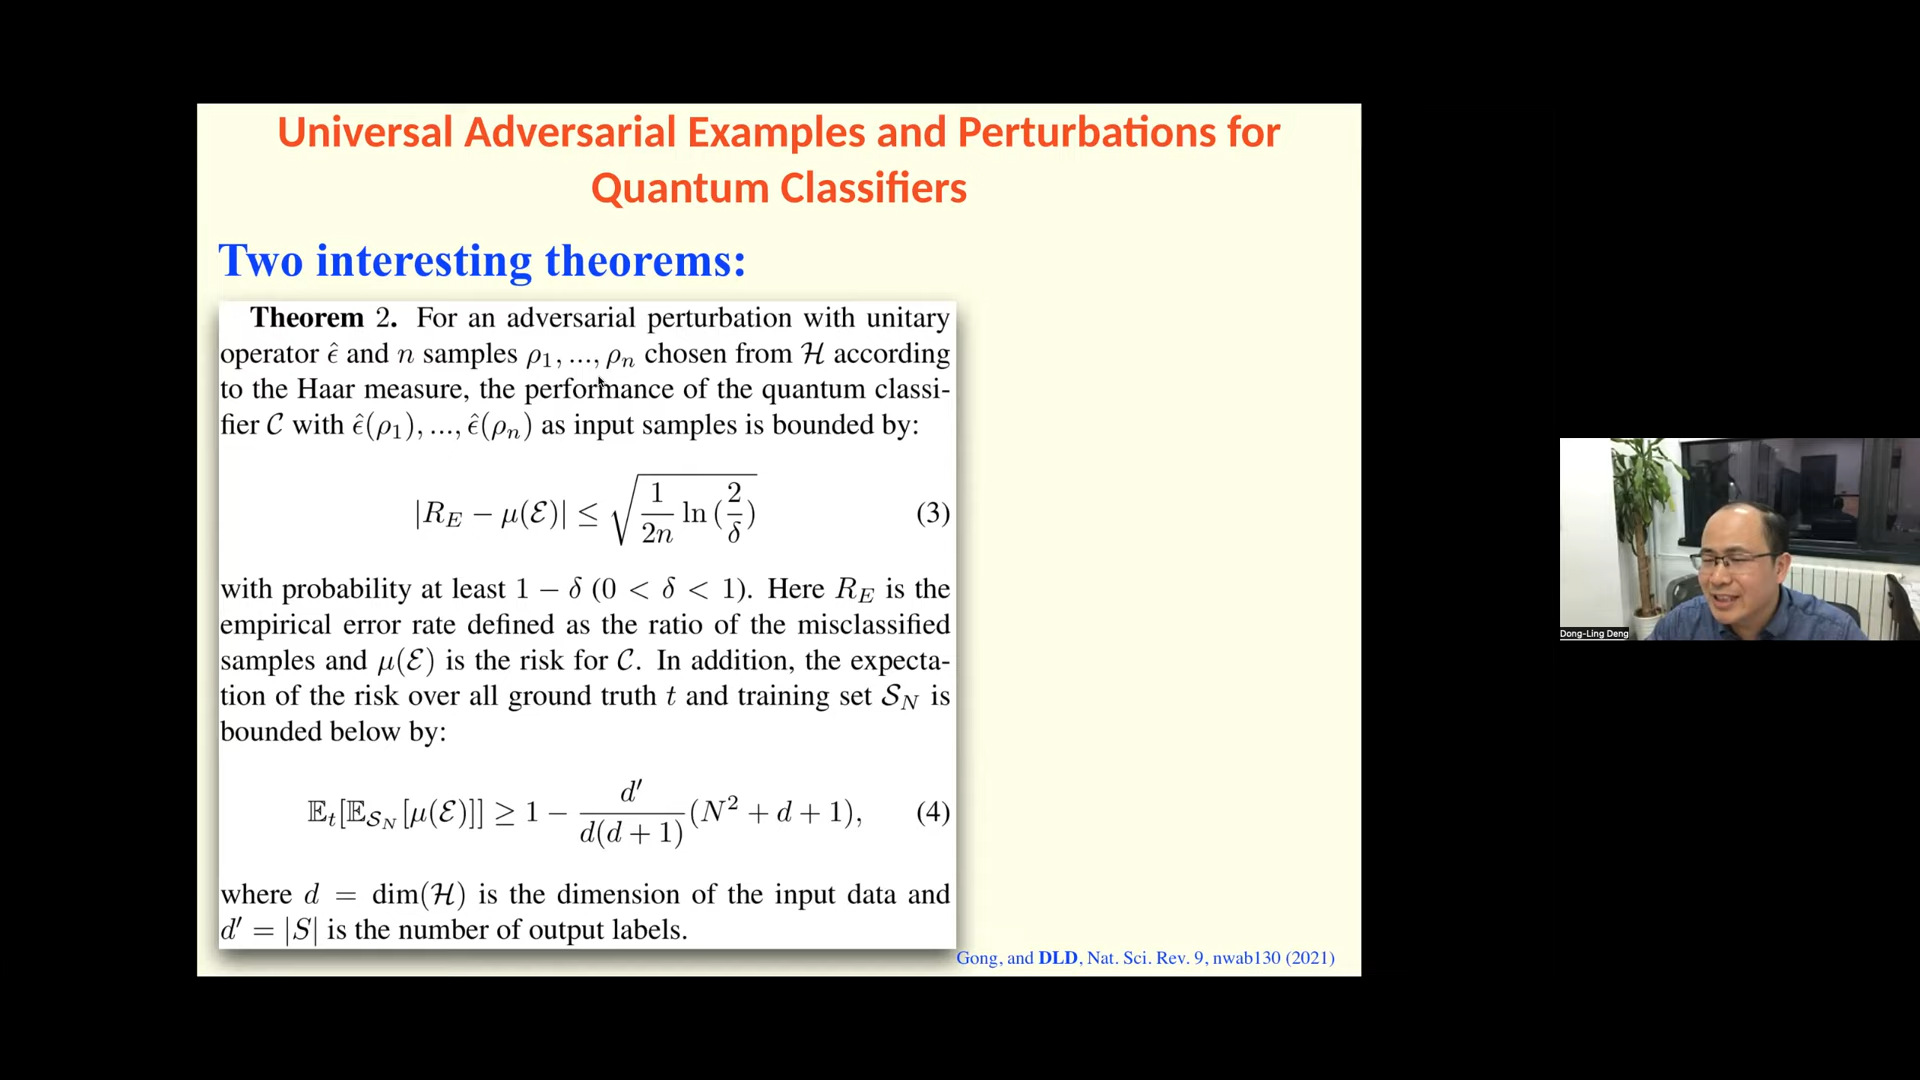 Universal Adversarial Examples and Perturbations for
Quantum Classifiers
Two interesting theorems:
Theorem 2. For an adversarial perturbation with unitary
operator ε̂ and n samples ρ₁, ..., ρₙ chosen from ℋ according
to the Haar measure, the performance of the quantum classi-
fier 𝒞 with ε̂(ρ₁), ..., ε̂(ρₙ) as input samples is bounded by:
|R_E − μ(ℰ)| ≤ √(1/2n ln (2/δ)) (3)
with probability at least 1 − δ (0 < δ < 1). Here R_E is the
empirical error rate defined as the ratio of the misclassified
samples and μ(ℰ) is the risk for 𝒞. In addition, the expecta-
tion of the risk over all ground truth t and training set 𝒮_N is
bounded below by:
𝔼_t[𝔼_𝒮_N[μ(ℰ)]] ≥ 1 − d′/d(d + 1) (N² + d + 1), (4)
where d = dim(ℋ) is the dimension of the input data and
d′ = |S| is the number of output labels.
Gong, and DLD, Nat. Sci. Rev. 9, nwab130 (2021)
Dong-Ling Deng